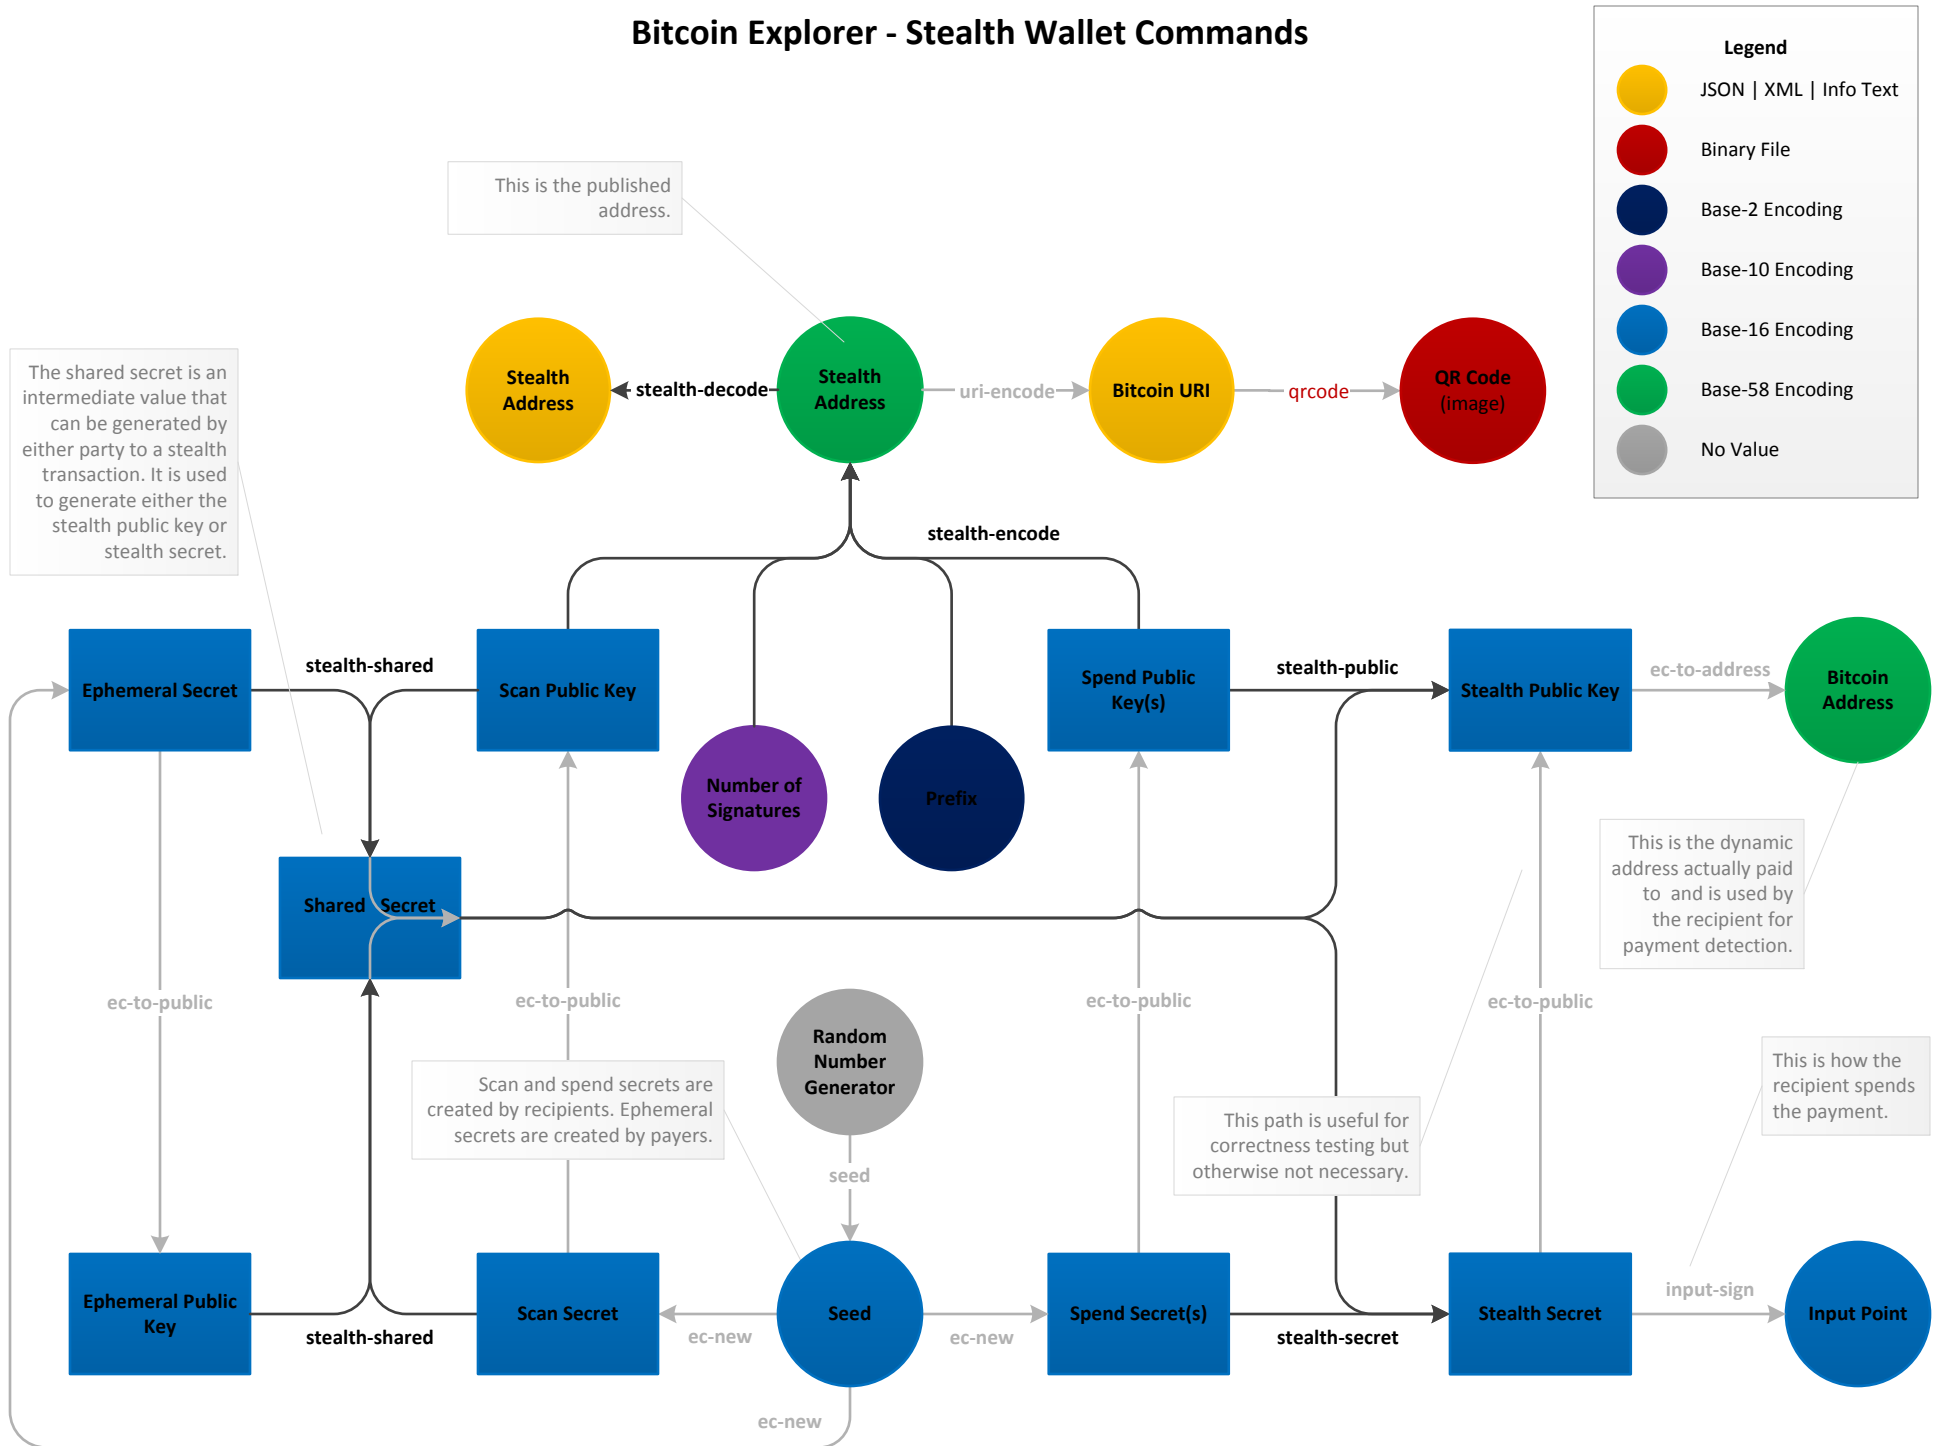 Bitcoin Explorer - Stealth Wallet Commands
Legend
JSON | XML | Info Text
Binary File
Base-2 Encoding
Base-10 Encoding
Base-16 Encoding
Base-58 Encoding
No Value
This is the published
address.
The shared secret is an
intermediate value that
can be generated by
either party to a stealth
transaction. It is used
to generate either the
stealth public key or
stealth secret.
Stealth
Address
stealth-decode
Stealth
Address
uri-encode
Bitcoin URI
qrcode
QR Code
(image)
stealth-encode
Ephemeral Secret
stealth-shared
Scan Public Key
Spend Public
Key(s)
stealth-public
Stealth Public Key
ec-to-address
Bitcoin
Address
Number of
Signatures
Prefix
Shared Secret
This is the dynamic
address actually paid
to and is used by
the recipient for
payment detection.
ec-to-public
ec-to-public
ec-to-public
ec-to-public
Random
Number
Generator
Scan and spend secrets are
created by recipients. Ephemeral
secrets are created by payers.
This path is useful for
correctness testing but
otherwise not necessary.
This is how the
recipient spends
the payment.
seed
Ephemeral Public
Key
stealth-shared
Scan Secret
ec-new
Seed
ec-new
Spend Secret(s)
stealth-secret
Stealth Secret
input-sign
Input Point
ec-new